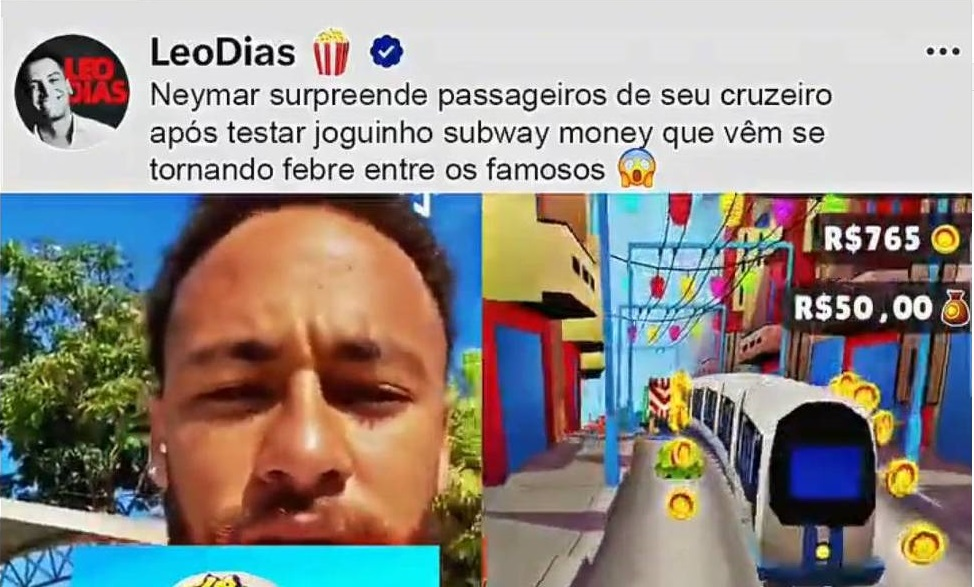 LeoDias
LEO
DIAS
Neymar surpreende passageiros de seu cruzeiro
após testar joguinho subway money que vêm se
tornando febre entre os famosos
R$765
R$50,00